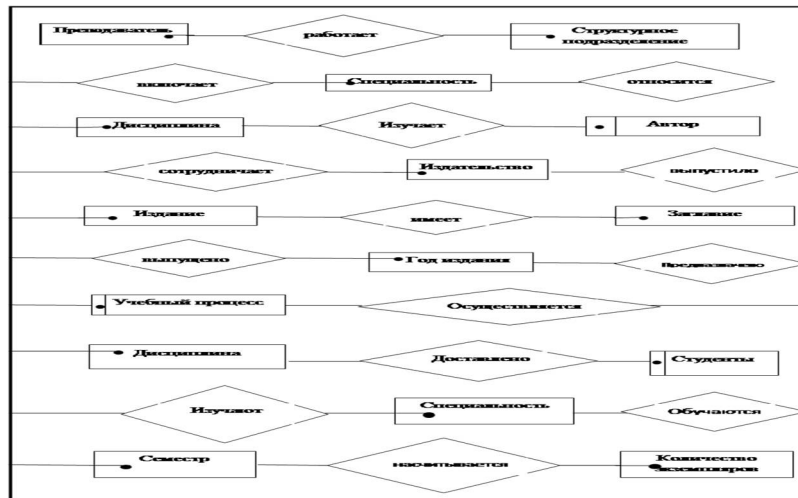 Преподаватель работает Структурное
подразделение
включает Специальность относится
Дисциплина Изучает Автор
сотрудничает Издательство выпустило
Издание имеет Заглавие
выпущено Год издания Предназначено
Учебный процесс Осуществляется
Дисциплина Доставлено Студенты
Изучают Специальность Обучаются
Семестр насчитывается Количество
экземпляров